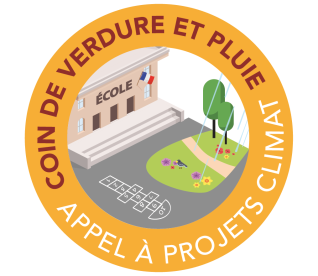 COIN DE VERDURE ET PLUIE
ÉCOLE
APPEL À PROJETS CLIMAT